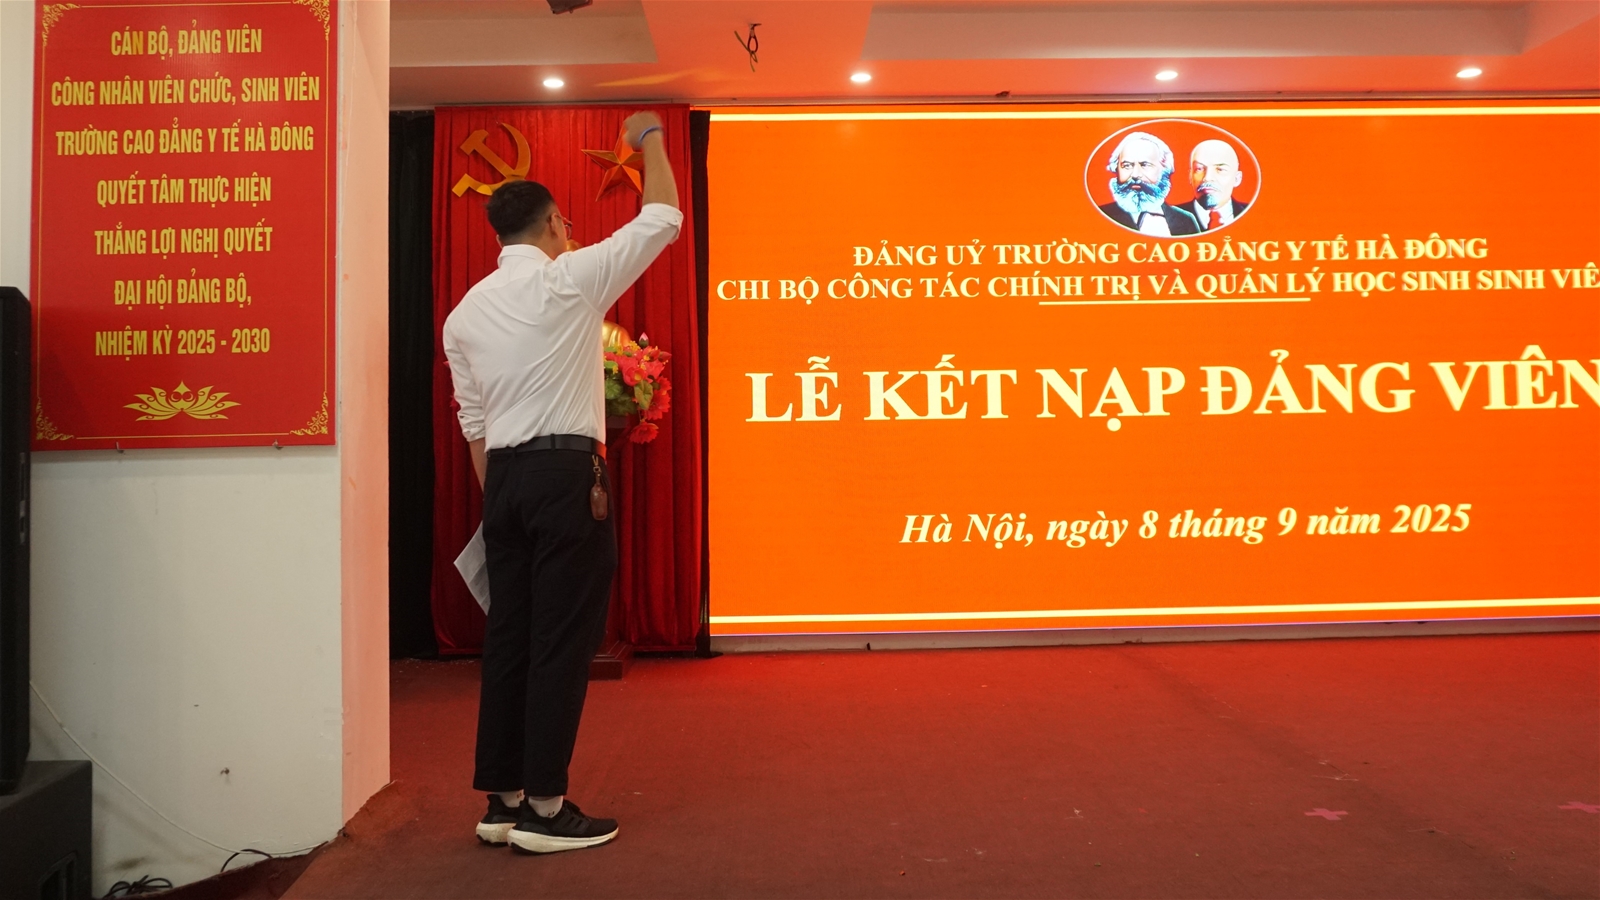 CÁN BỘ, ĐẢNG VIÊN
CÔNG NHÂN VIÊN CHỨC, SINH VIÊN
TRƯỜNG CAO ĐẲNG Y TẾ HÀ ĐÔNG
QUYẾT TÂM THỰC HIỆN
THẮNG LỢI NGHỊ QUYẾT
ĐẠI HỘI ĐẢNG BỘ,
NHIỆM KỲ 2025 - 2030
ĐẢNG UỶ TRƯỜNG CAO ĐẲNG Y TẾ HÀ ĐÔNG
CHI BỘ CÔNG TÁC CHÍNH TRỊ VÀ QUẢN LÝ HỌC SINH SINH VIÊ
LỄ KẾT NẠP ĐẢNG VIÊN
Hà Nội, ngày 8 tháng 9 năm 2025